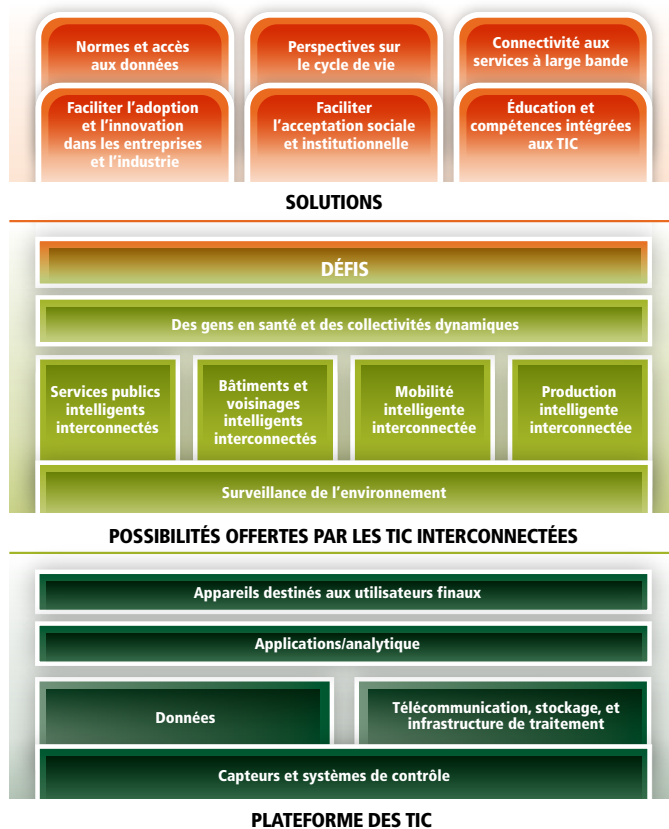 Normes et accès
aux données
Perspectives sur
le cycle de vie
Connectivité aux
services à large bande
Faciliter l’adoption
et l’innovation
dans les entreprises
et l’industrie
Faciliter
l’acceptation sociale
et institutionnelle
Éducation et
compétences intégrées
aux TIC
SOLUTIONS
DÉFIS
Des gens en santé et des collectivités dynamiques
Services publics
intelligents
interconnectés
Bâtiments et
voisinages
intelligents
interconnectés
Mobilité
intelligente
interconnectée
Production
intelligente
interconnectée
Surveillance de l’environnement
POSSIBILITÉS OFFERTES PAR LES TIC INTERCONNECTÉES
Appareils destinés aux utilisateurs finaux
Applications/analytique
Données
Télécommunication, stockage, et
infrastructure de traitement
Capteurs et systèmes de contrôle
PLATEFORME DES TIC